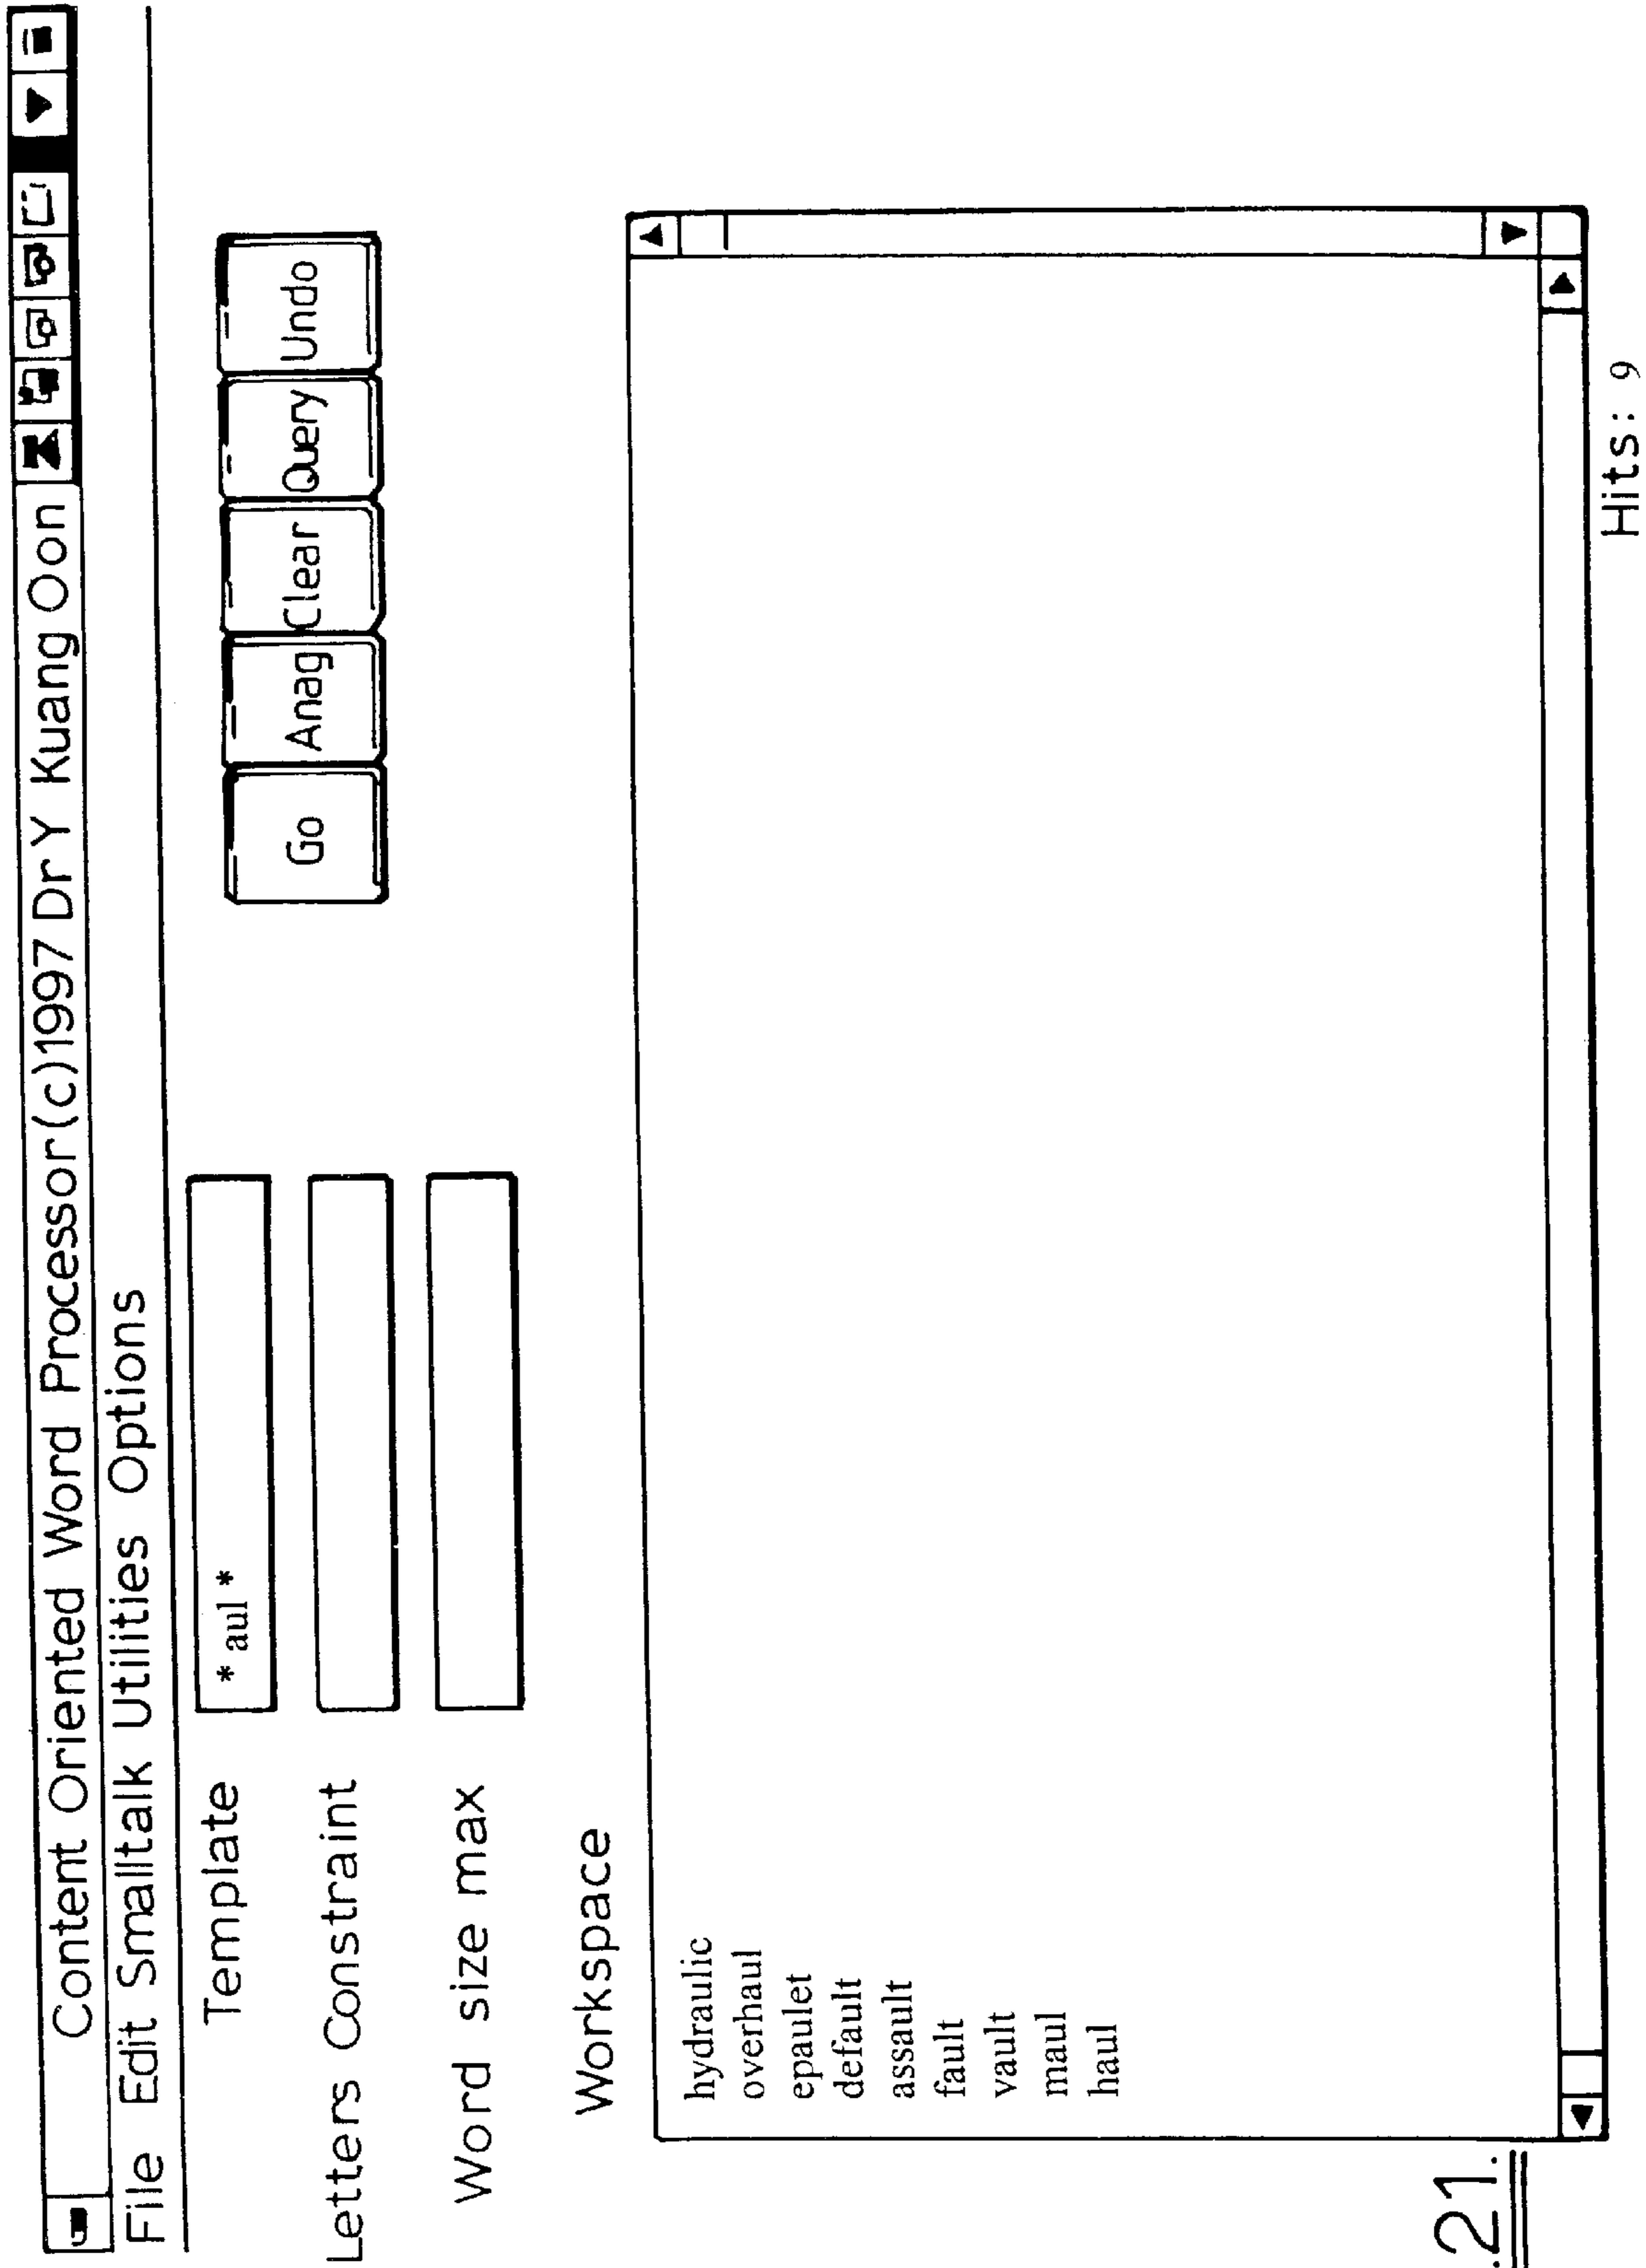 Content Oriented Word Processor (c)1997 Dr Y Kuang Oon
File Edit Smalltalk Utilities Options
Template * aul *
Letters Constraint
Word size max
Go Anag Clear Query Undo
Workspace
hydraulic
overhaul
epaulet
default
assault
fault
vault
maul
haul
Hits: 9
.21.